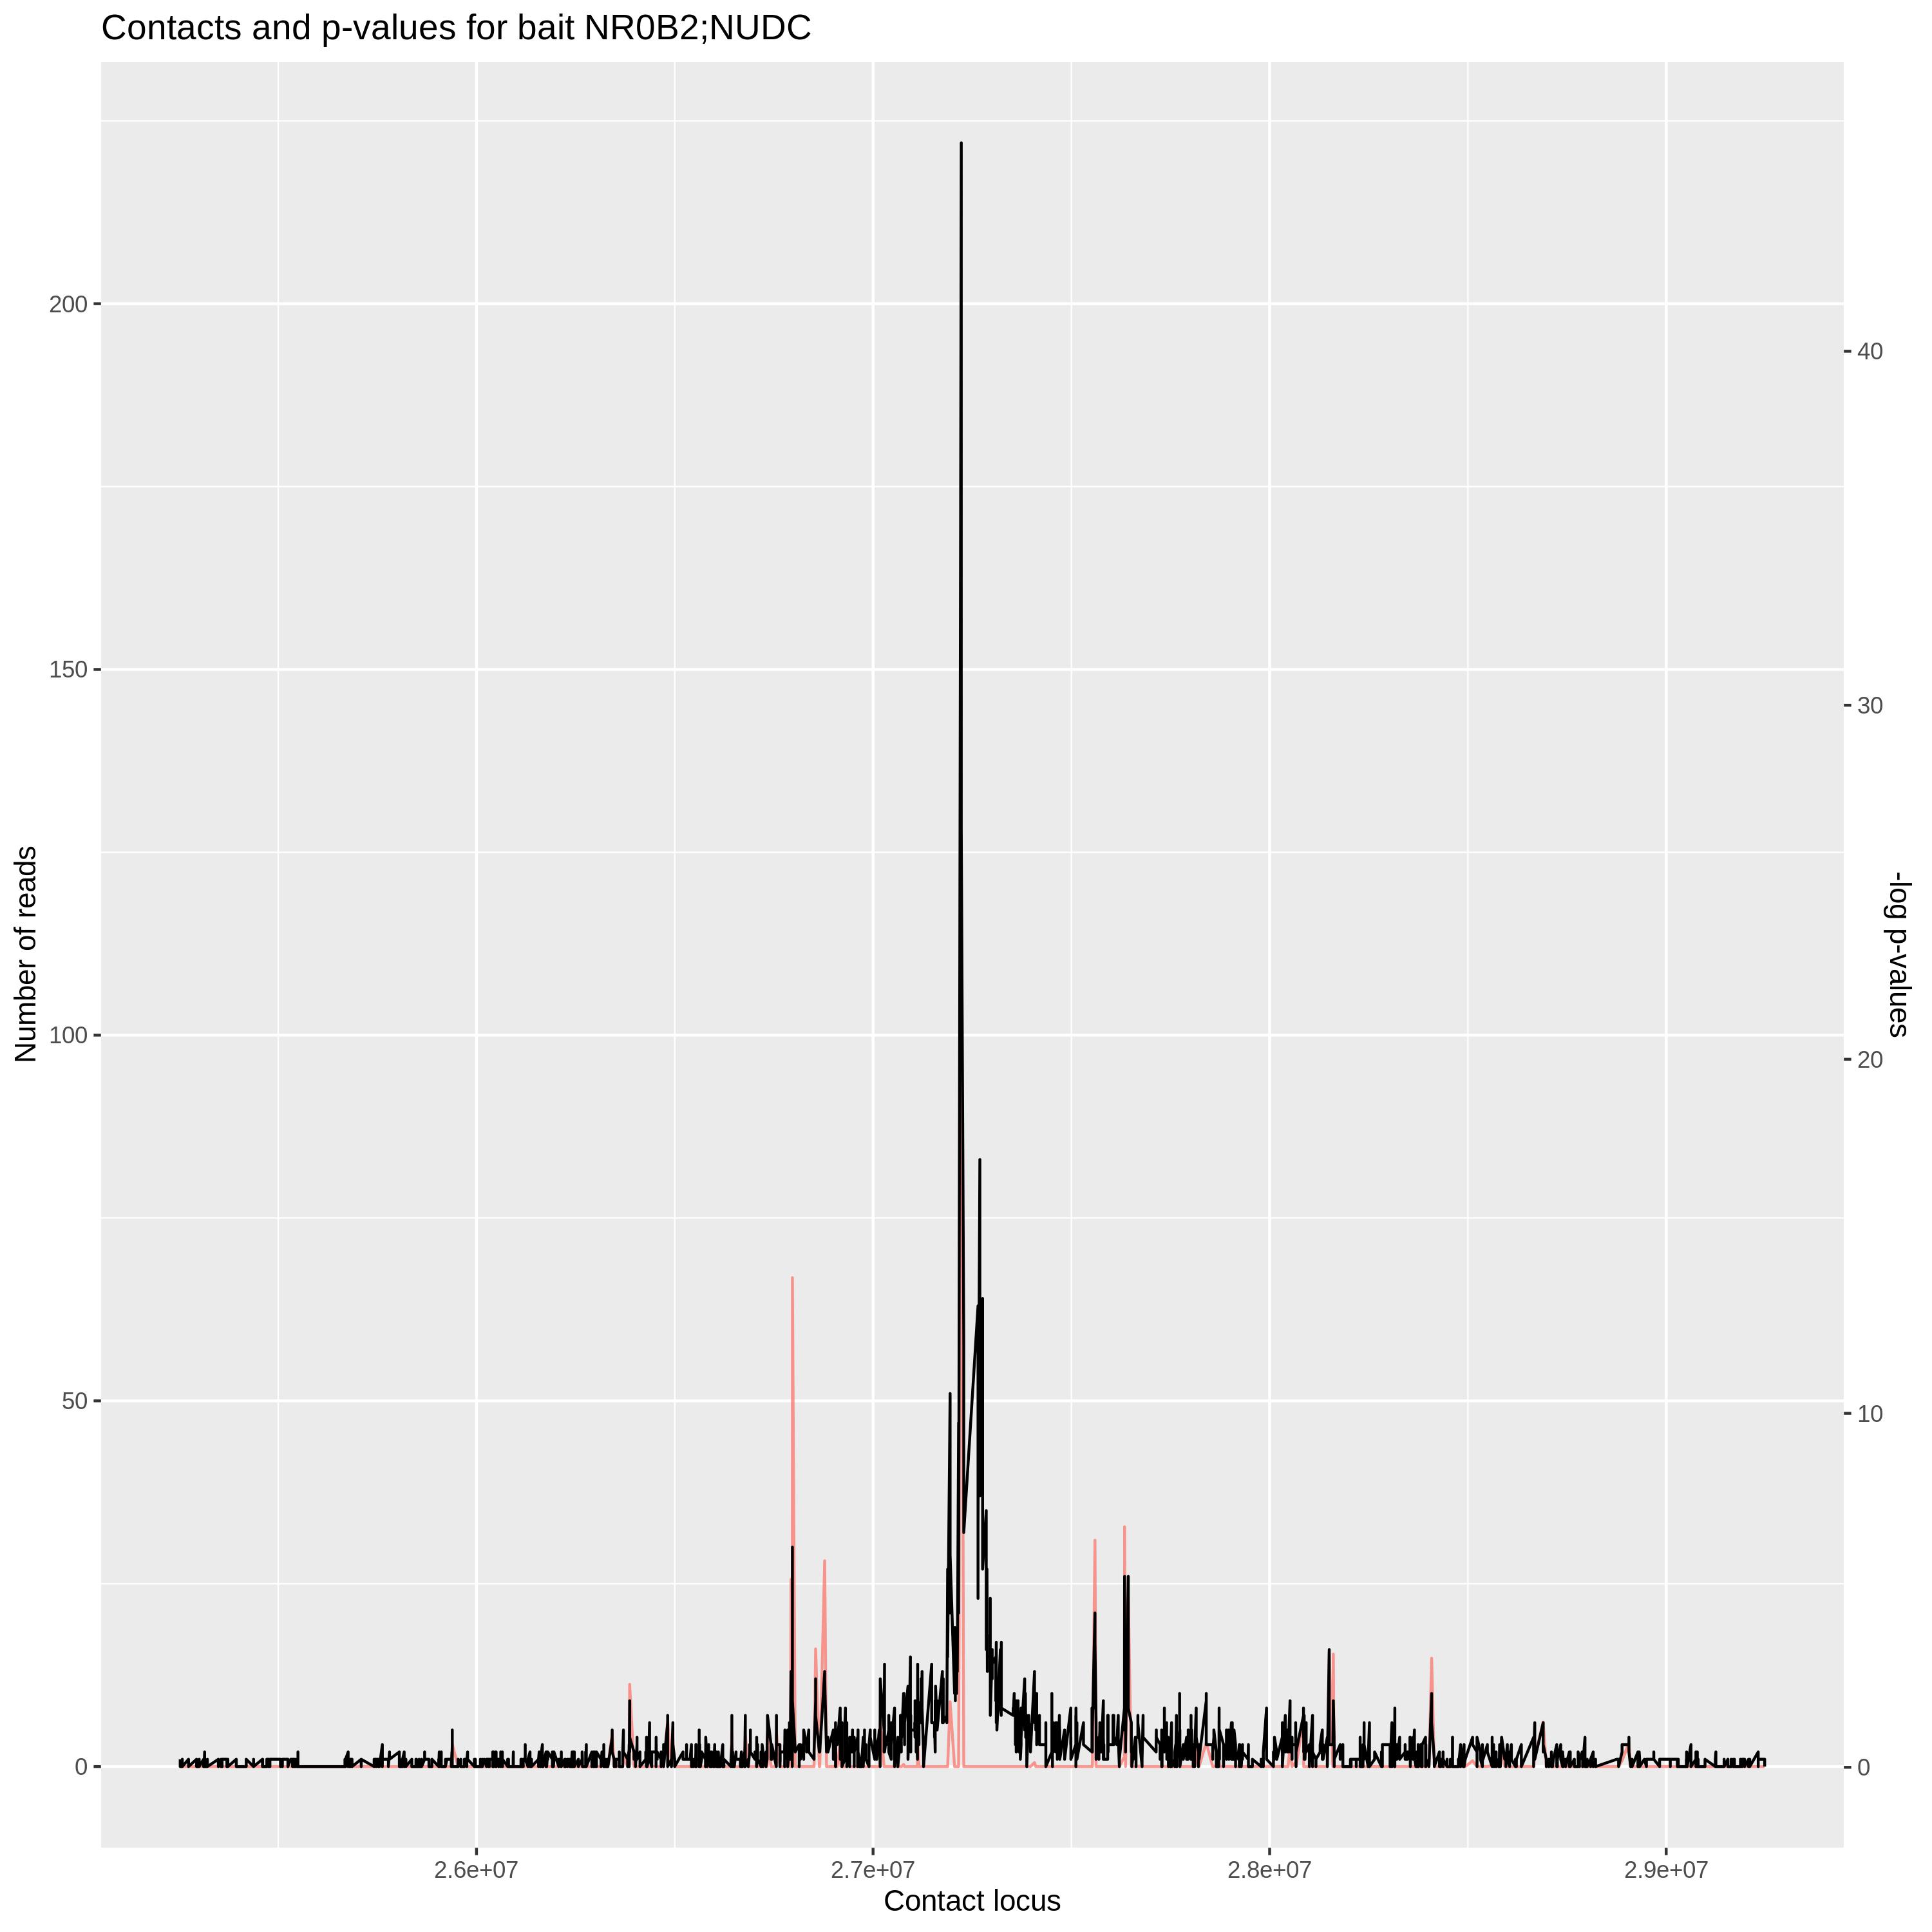 Contacts and p-values for bait NR0B2;NUDC
200
150
100
50
0
Number of reads
40
30
20
10
0
-log p-values
2.6e+07 2.7e+07 2.8e+07 2.9e+07
Contact locus